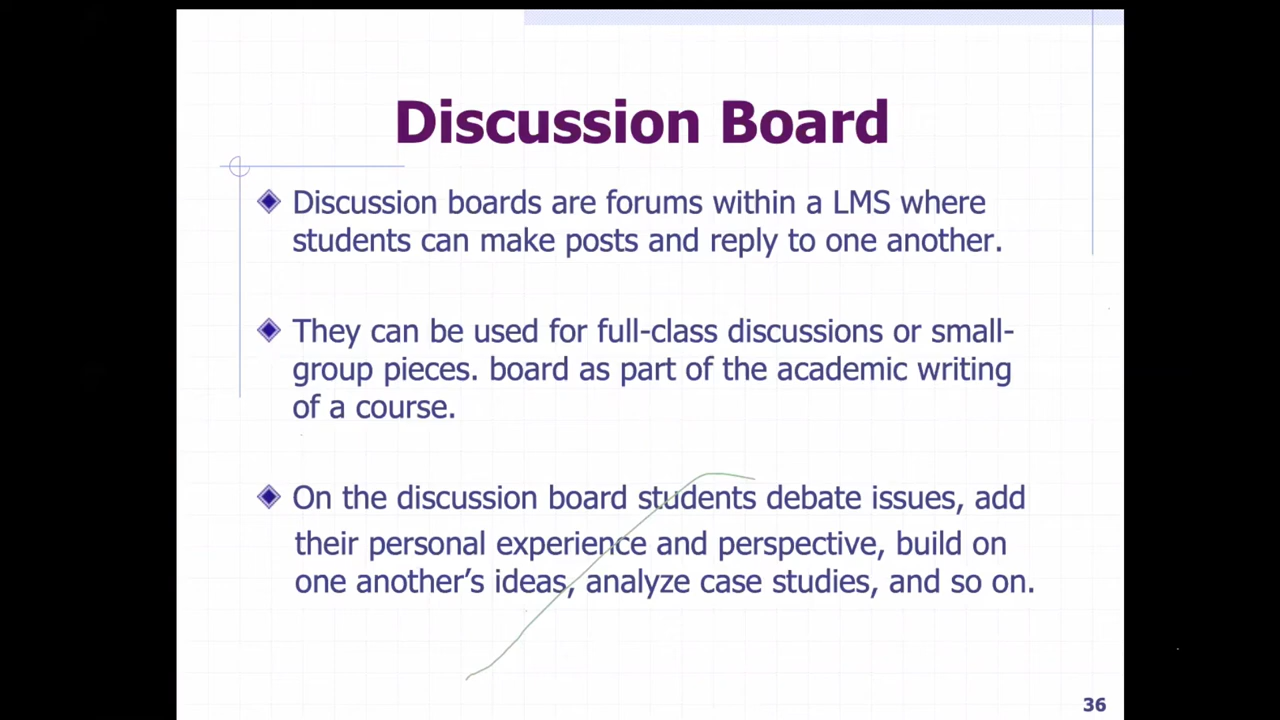 Discussion Board
Discussion boards are forums within a LMS where
students can make posts and reply to one another.
They can be used for full-class discussions or small-
group pieces. board as part of the academic writing
of a course.
On the discussion board students debate issues, add
their personal experience and perspective, build on
one another’s ideas, analyze case studies, and so on.
36